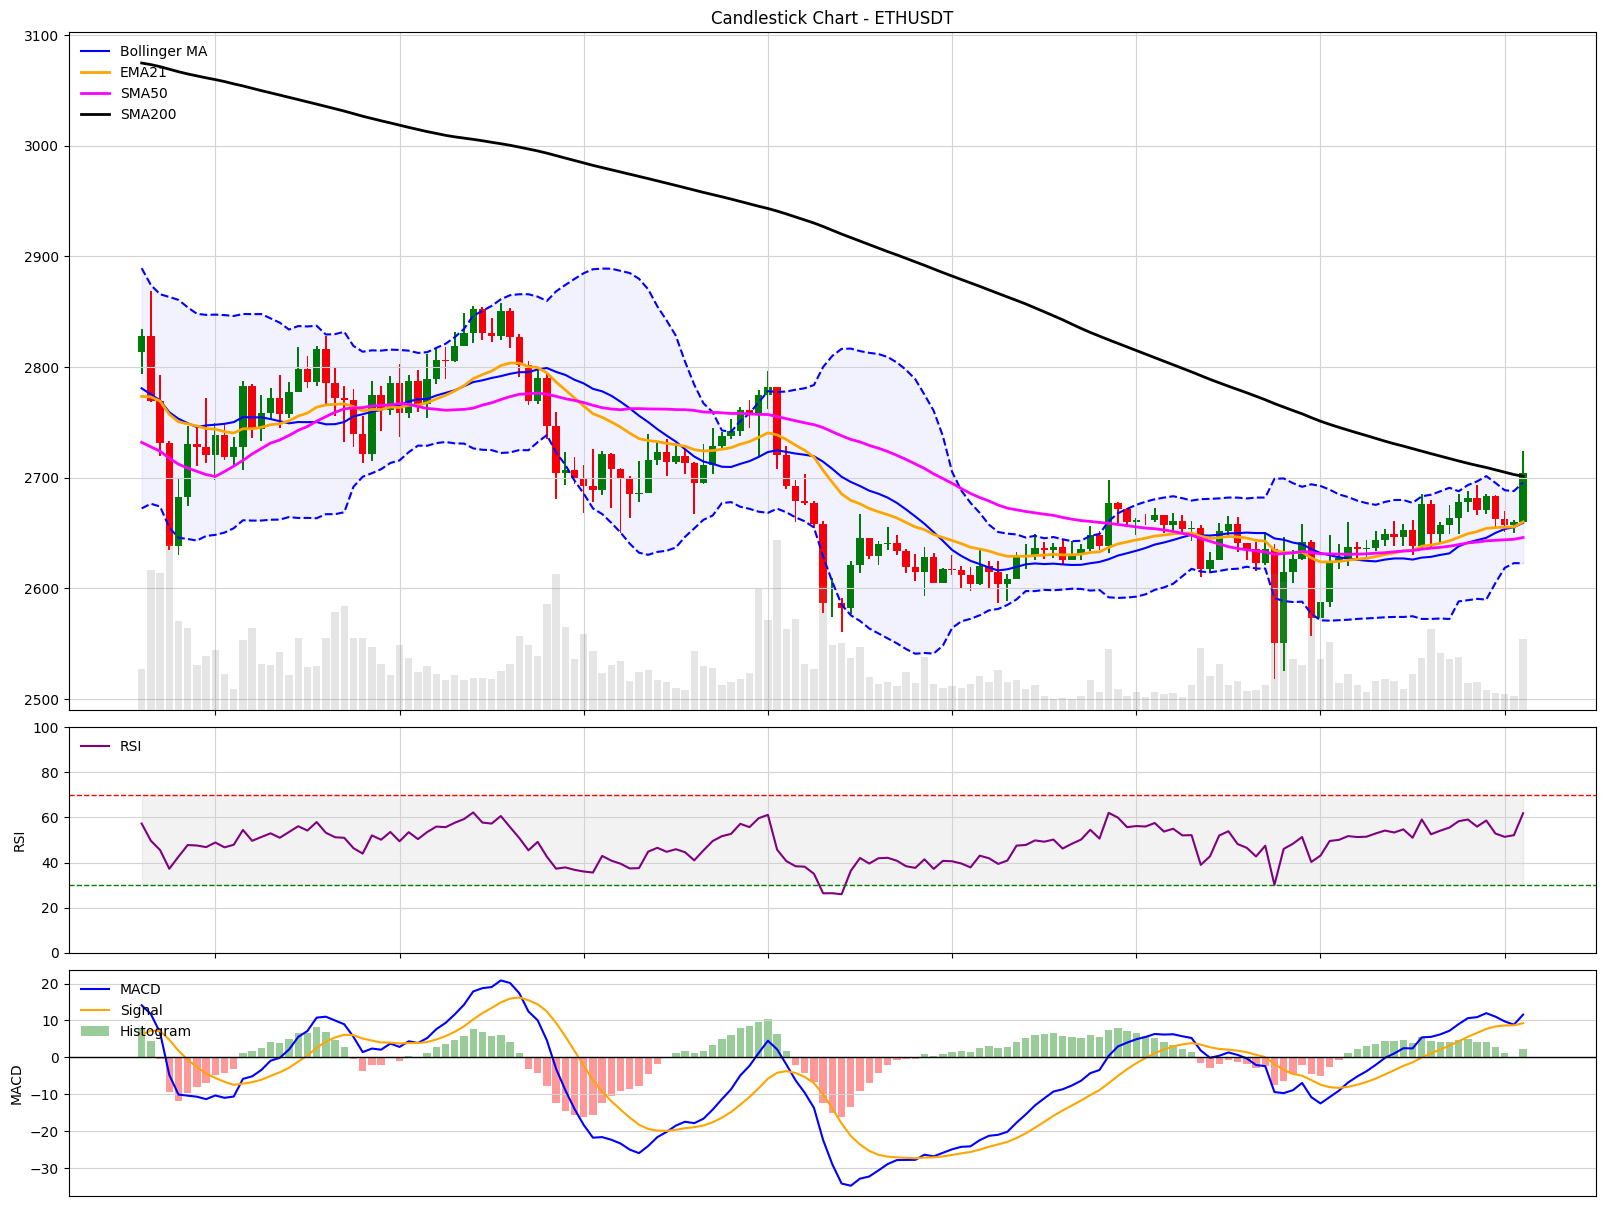 Candlestick Chart - ETHUSDT
3100
3000
2900
2800
2700
2600
2500
Bollinger MA
EMA21
SMA50
SMA200
RSI
100
80
60
40
20
0
RSI
MACD
20
10
0
−10
−20
−30
MACD
Signal
Histogram